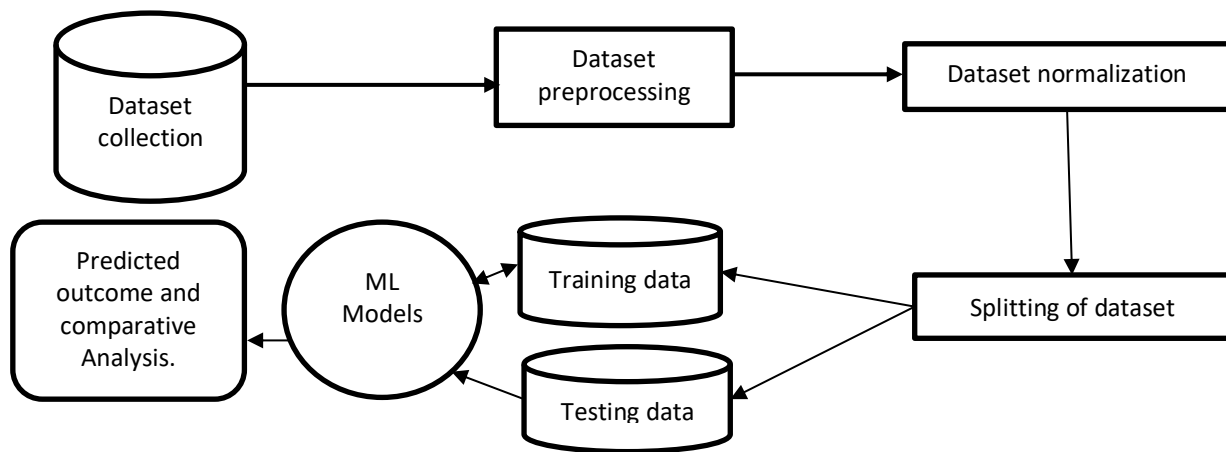 Dataset
collection
Dataset
preprocessing
Dataset normalization
Splitting of dataset
Training data
Testing data
ML
Models
Predicted
outcome and
comparative
Analysis.